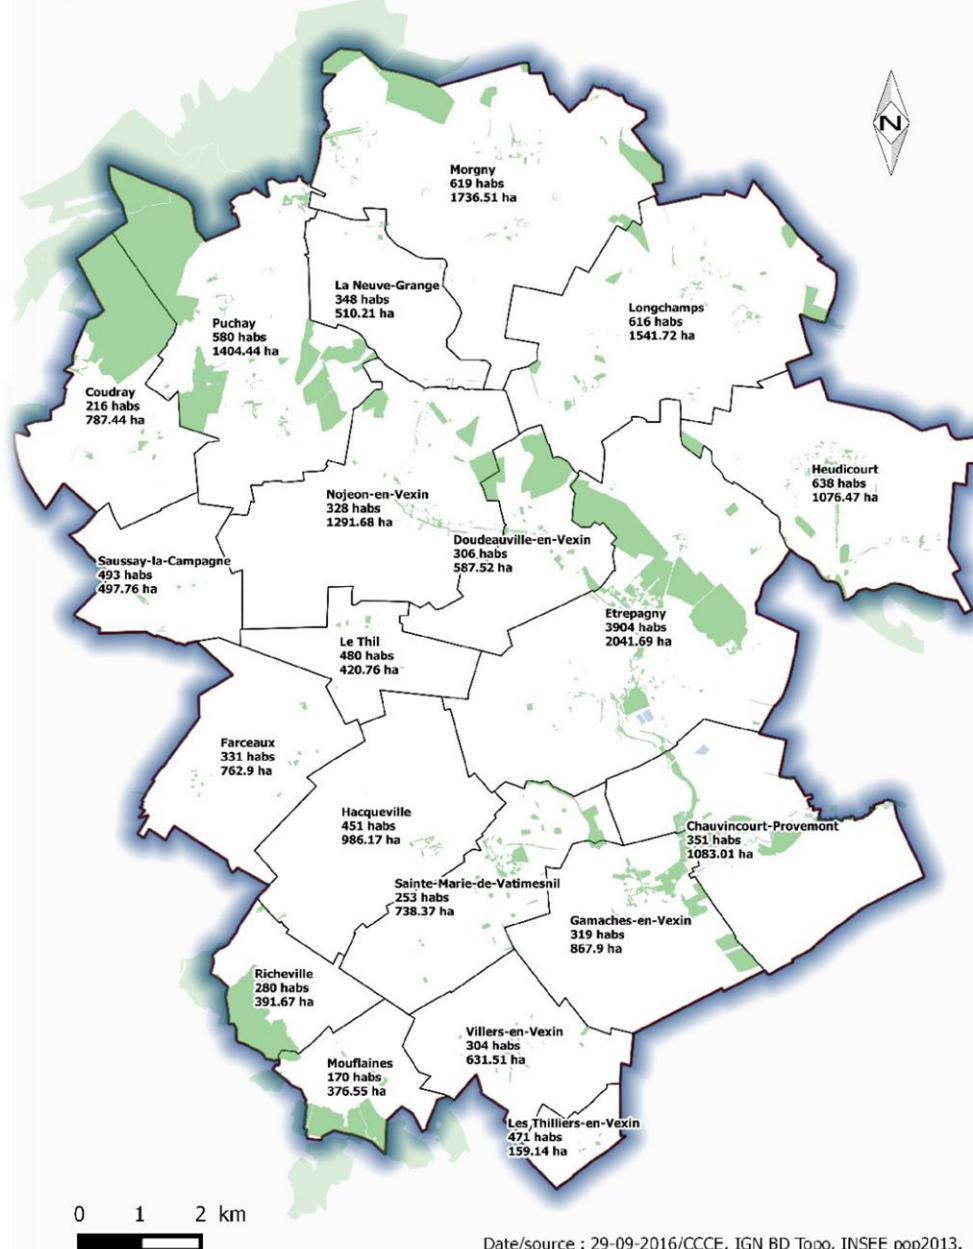 N
Morgny
619 habs
1736.51 ha
La Neuve-Grange
348 habs
510.21 ha
Longchamps
616 habs
1541.72 ha
Puchay
580 habs
1404.44 ha
Coudray
216 habs
787.44 ha
Heudicourt
638 habs
1076.47 ha
Nojeon-en-Vexin
328 habs
1291.68 ha
Doudeauville-en-Vexin
306 habs
587.52 ha
Saussay-la-Campagne
493 habs
497.76 ha
Etrepagny
3904 habs
2041.69 ha
Le Thil
480 habs
420.76 ha
Farceaux
331 habs
762.9 ha
Hacqueville
451 habs
986.17 ha
Chauvincourt-Provemont
351 habs
1083.01 ha
Sainte-Marie-de-Vatimesnil
253 habs
738.37 ha
Gamaches-en-Vexin
319 habs
867.9 ha
Richeville
280 habs
391.67 ha
Villers-en-Vexin
304 habs
631.51 ha
Mouflaines
170 habs
376.55 ha
Les Thilliers-en-Vexin
471 habs
159.14 ha
0 1 2 km
Date/source : 29-09-2016/CCCE, IGN BD Topo, INSEE pop2013.